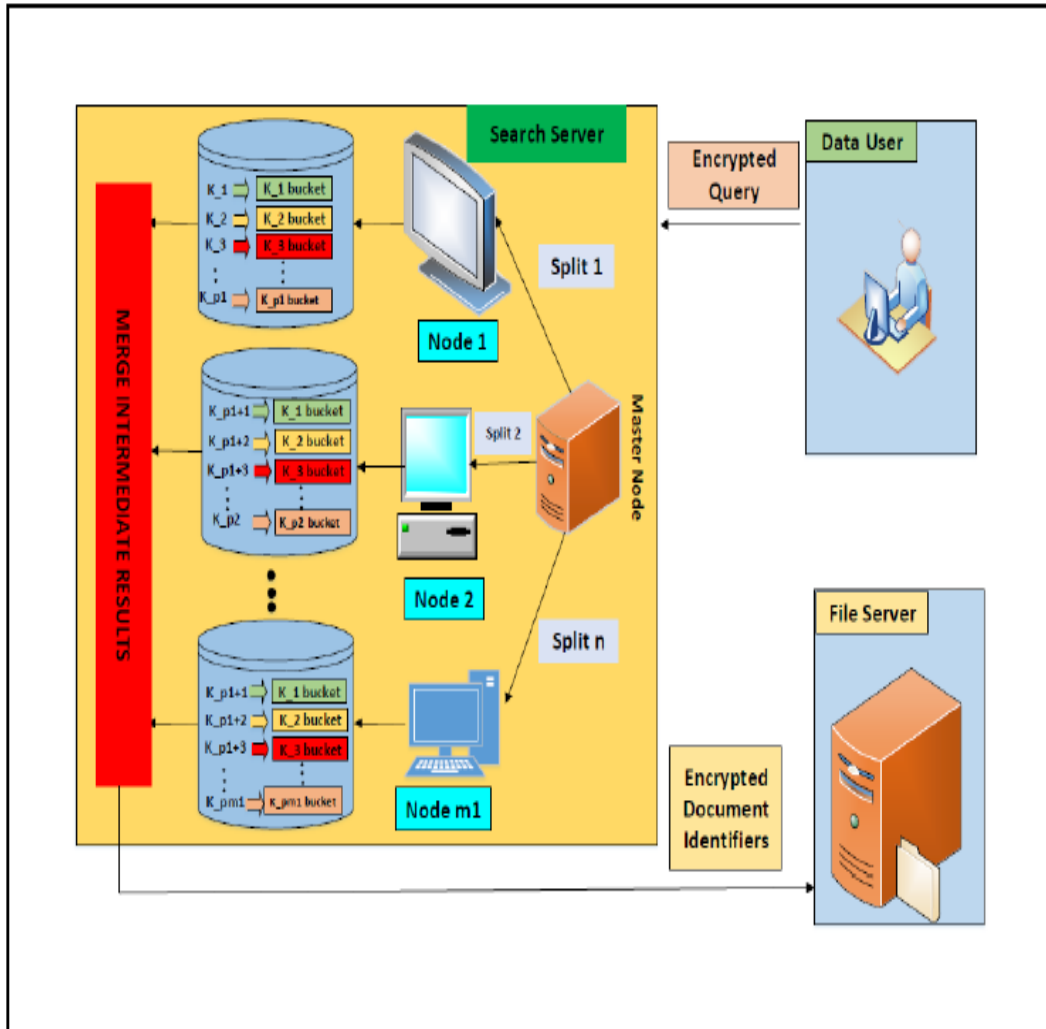 Search Server
Encrypted
Query
Data User
K_1
K_1 bucket
K_2
K_2 bucket
K_3
K_3 bucket
K_p1
K_p1 bucket
Node 1
Split 1
K_p1+1
K_1 bucket
K_p1+2
K_2 bucket
K_p1+3
K_3 bucket
K_p2
K_p2 bucket
Node 2
Split 2
Master Node
K_p1+1
K_1 bucket
K_p1+2
K_2 bucket
K_p1+3
K_3 bucket
K_pm1
K_pm1 bucket
Node m1
Split n
MERGE INTERMEDIATE RESULTS
File Server
Encrypted
Document
Identifiers